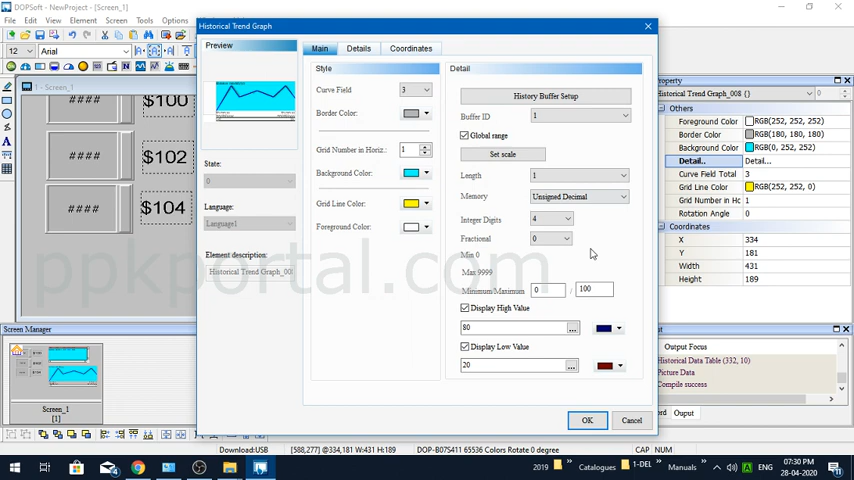 DOPSoft - NewProject
File
Edit
View
Element
Screen
Tools
Options
12
Arial
1 - Screen_1
####
$100
####
$102
####
$104
Screen Manager
Screen_1
[1]
Historical Trend Graph
Preview
State:
0
Language:
Language1
Element description:
Historical Trend Graph_00
Main
Details
Coordinates
Style
Curve Field
3
Border Color:
Grid Number in Horiz.:
1
Background Color:
Grid Line Color:
Foreground Color:
Detail
History Buffer Setup
Buffer ID
1
Global range
Set scale
Length
1
Memory
Unsigned Decimal
Integer Digits
4
Fractional
0
Min 0
Max 9999
Minimum/Maximum
0
/
100
Display High Value
80
...
Display Low Value
20
...
OK
Cancel
Property
Historical Trend Graph_008 {}
0
Others
Foreground Color
RGB(252, 252, 252)
Border Color
RGB(180, 180, 180)
Background Color
RGB(0, 252, 252)
Detail..
Detail...
Curve Field Total
3
Grid Line Color
RGB(252, 252, 0)
Grid Number in Hc
1
Rotation Angle
0
Coordinates
X
334
Y
181
Width
431
Height
189
Output Focus
Historical Data Table (332, 10)
Picture Data
Compile success
Ouput
ppkportal.com
Download:USB
[588,277] @334,181 W:431 H:189
DOP-B07S411 65536 Colors Rotate 0 degree
CAP
NUM
2019
Catalogues
1-DEL
Manuals
ENG
07:30 PM
28-04-2020